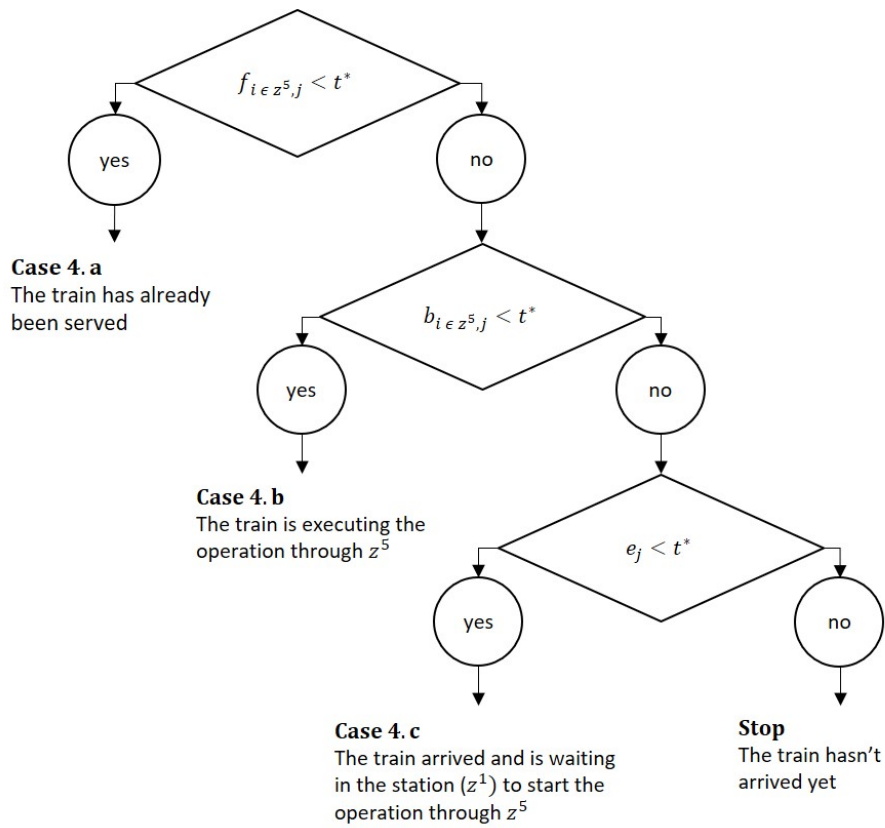 f_{i ϵ z^5,j} < t*
yes
no
Case 4. a
The train has already
been served
b_{i ϵ z^5,j} < t*
yes
no
Case 4. b
The train is executing the
operation through z^5
e_j < t*
yes
no
Case 4. c
The train arrived and is waiting
in the station (z^1) to start the
operation through z^5
Stop
The train hasn't
arrived yet